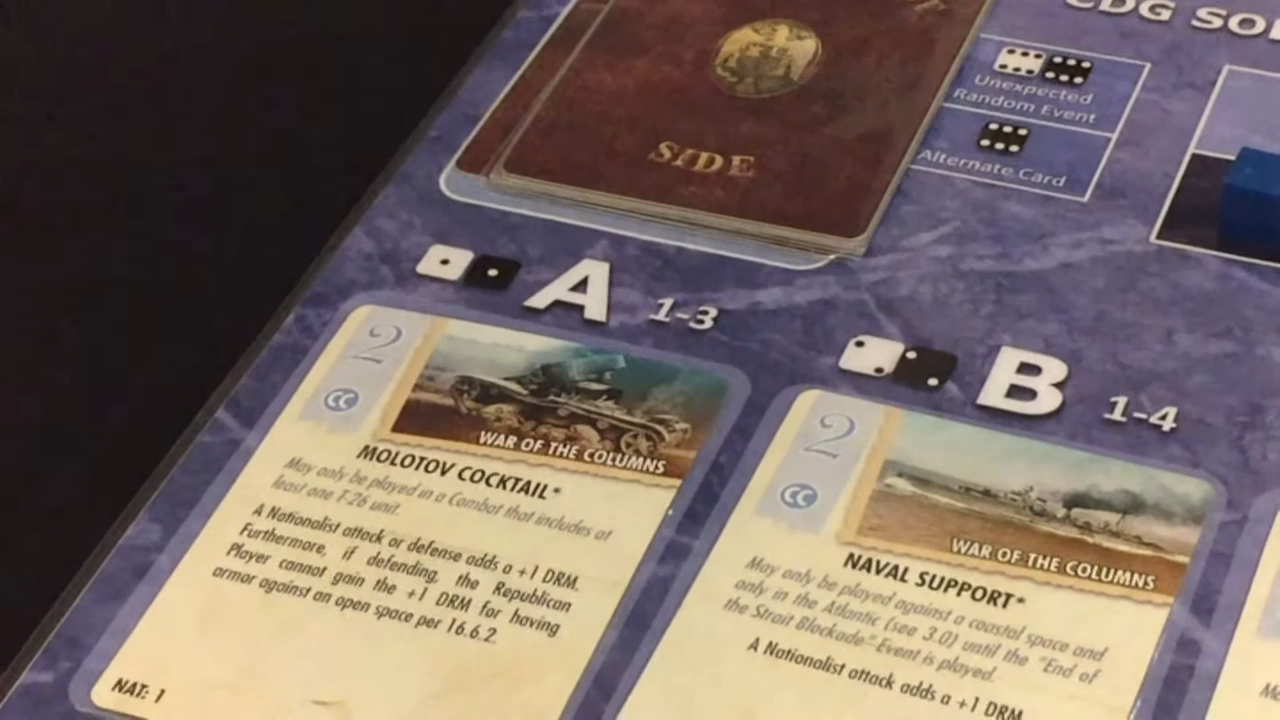 CDG SOL
Unexpected
Random Event
Alternate Card
SIDE
A 1-3
B 1-4
2
CC
WAR OF THE COLUMNS
MOLOTOV COCKTAIL*
May only be played in a Combat that includes at
least one T-26 unit.
A Nationalist attack or defense adds a +1 DRM.
Furthermore, if defending, the Republican
Player cannot gain the +1 DRM for having
armor against an open space per 16.6.2.
NAT: 1
2
CC
WAR OF THE COLUMNS
NAVAL SUPPORT*
May only be played against a coastal space and
only in the Atlantic (see 3.0) until the "End of
the Strait Blockade" Event is played.
A Nationalist attack adds a +1 DRM